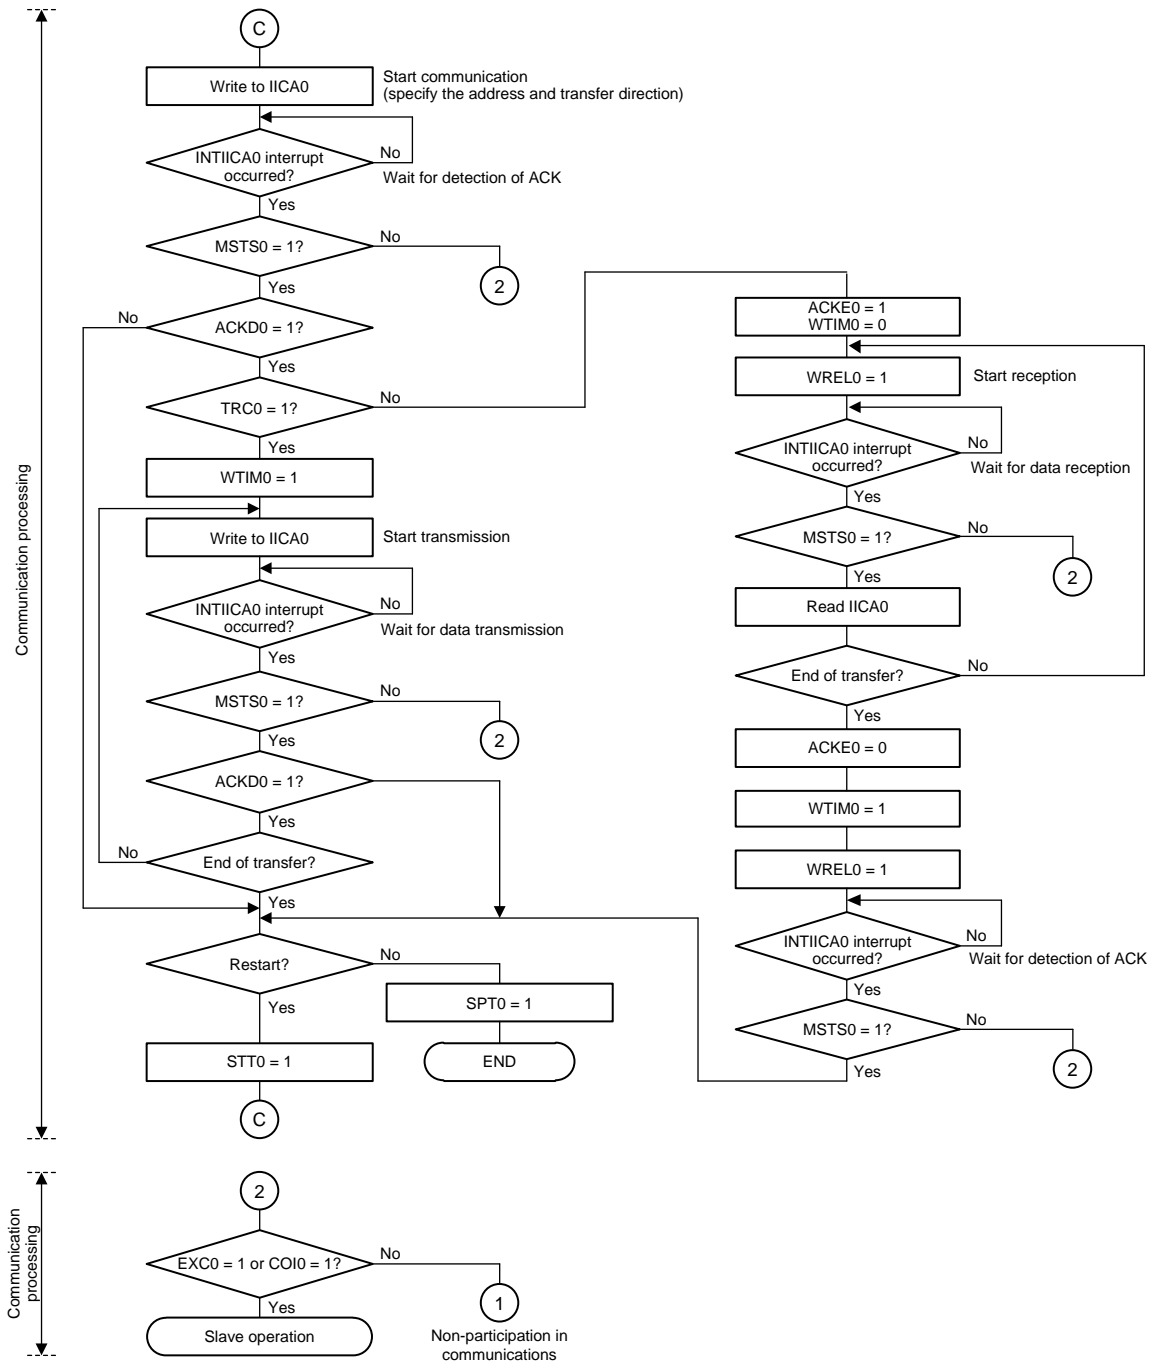 C
Write to IICA0
Start communication
(specify the address and transfer direction)
INTIICA0 interrupt
occurred?
No
Wait for detection of ACK
Yes
MSTS0 = 1?
No
2
Yes
ACKD0 = 1?
No
Yes
TRC0 = 1?
No
Yes
WTIM0 = 1
Write to IICA0
Start transmission
INTIICA0 interrupt
occurred?
No
Wait for data transmission
Yes
MSTS0 = 1?
No
2
Yes
ACKD0 = 1?
Yes
End of transfer?
No
Yes
Restart?
No
SPT0 = 1
END
Yes
STT0 = 1
C
ACKE0 = 1
WTIM0 = 0
WREL0 = 1
Start reception
INTIICA0 interrupt
occurred?
No
Wait for data reception
Yes
MSTS0 = 1?
No
2
Yes
Read IICA0
End of transfer?
No
Yes
ACKE0 = 0
WTIM0 = 1
WREL0 = 1
INTIICA0 interrupt
occurred?
No
Wait for detection of ACK
Yes
MSTS0 = 1?
No
2
Yes
Communication processing
2
EXC0 = 1 or COI0 = 1?
No
1
Non-participation in
communications
Yes
Slave operation
Communication
processing